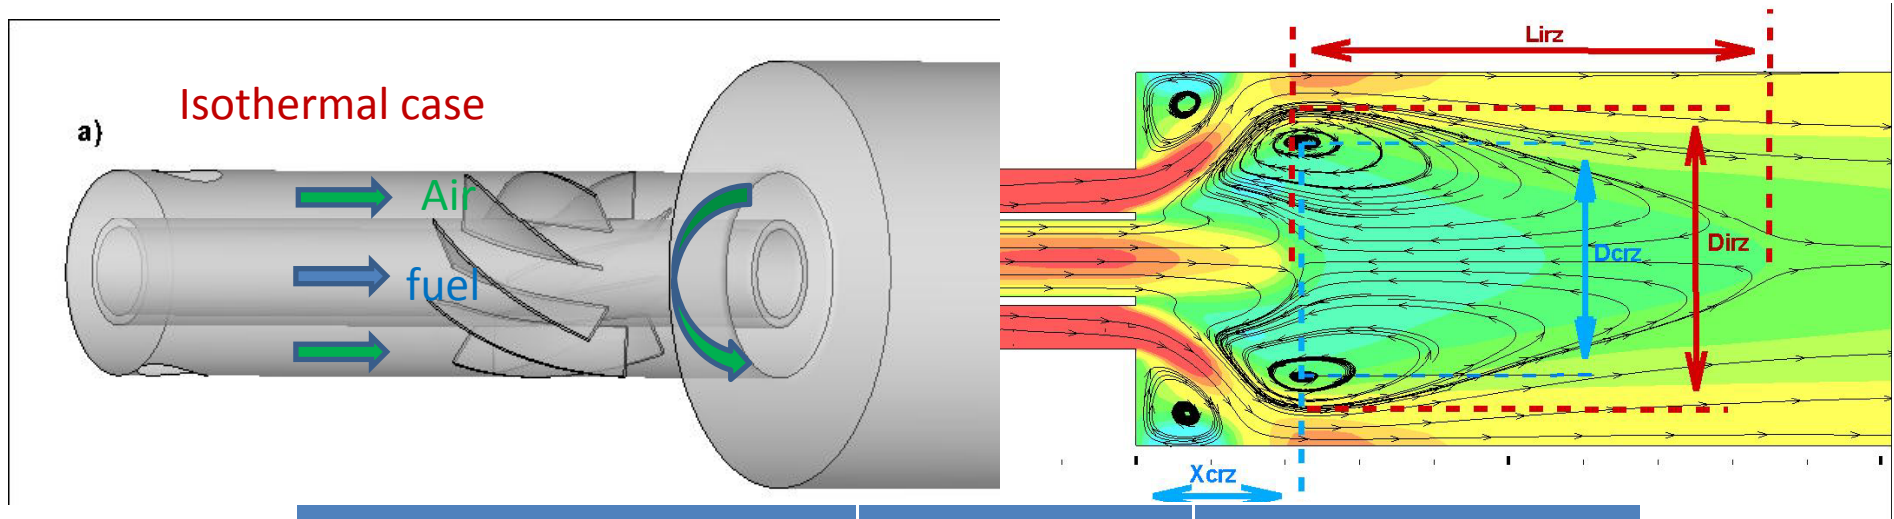 Isothermal case
a)
Air
fuel
Lirz
Dcrz
Dirz
Xcrz